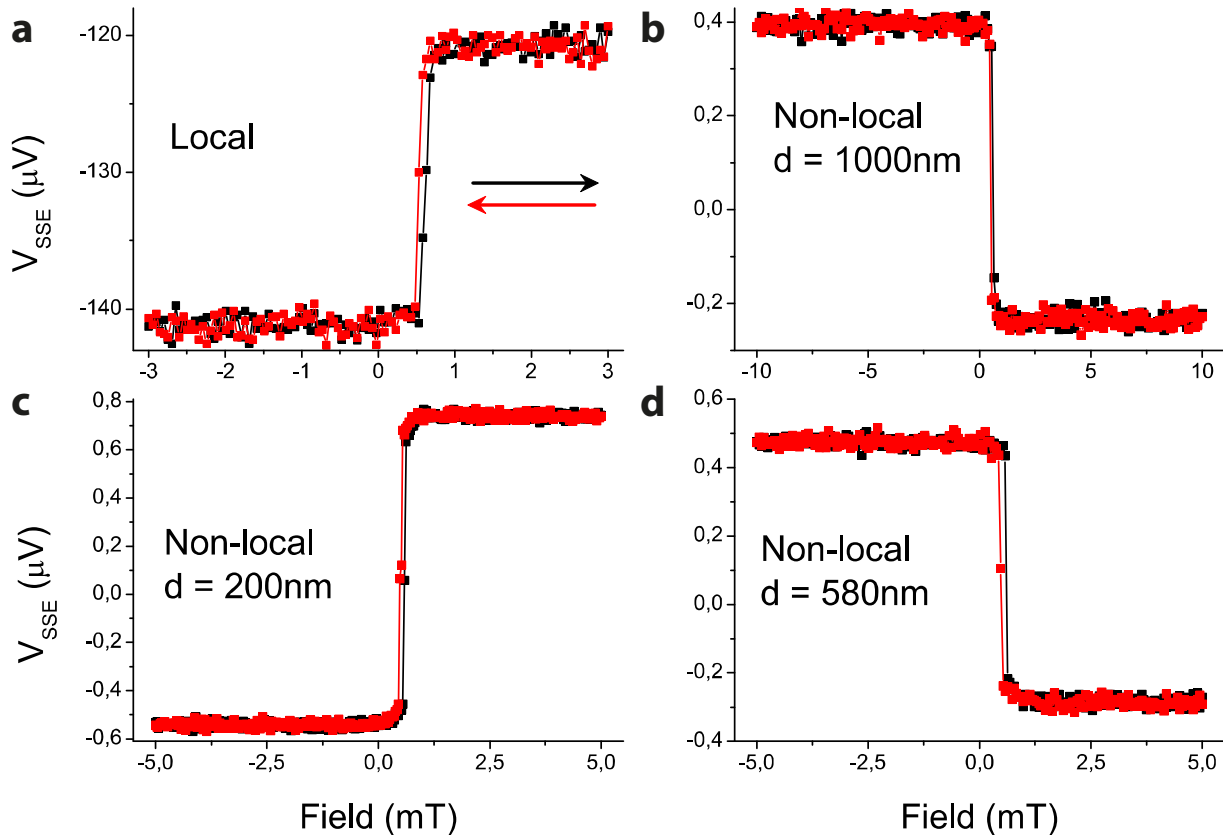 a
-120
-130
-140
V_SSE (μV)
Local
-3
-2
-1
0
1
2
3
b
0,4
0,2
0,0
-0,2
Non-local
d = 1000nm
-10
-5
0
5
10
c
0,8
0,6
0,4
0,2
0,0
-0,2
-0,4
-0,6
V_SSE (μV)
Non-local
d = 200nm
-5,0
-2,5
0,0
2,5
5,0
Field (mT)
d
0,6
0,4
0,2
0,0
-0,2
-0,4
Non-local
d = 580nm
-5,0
-2,5
0,0
2,5
5,0
Field (mT)